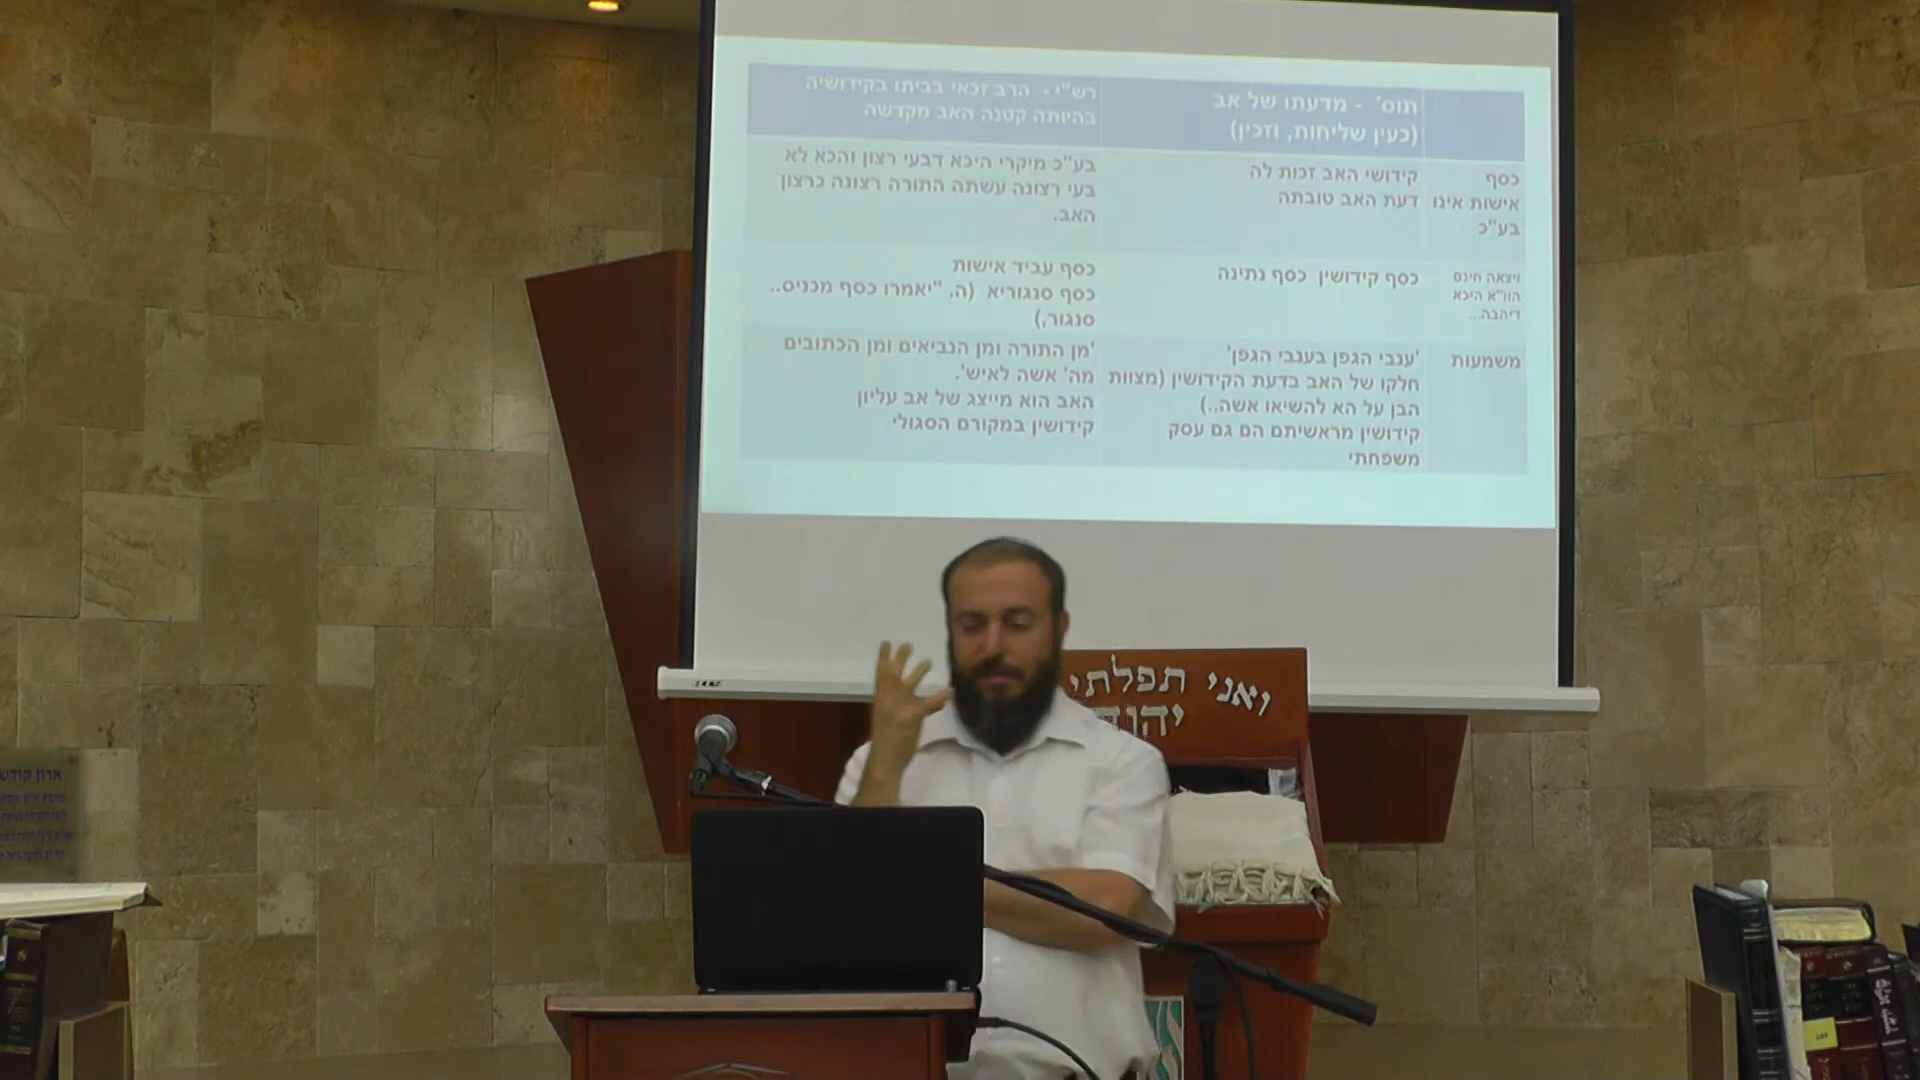 תוס' - מדעתו של אב
(כעין שליחות, וזכין)
רש"י - הרב זכאי בביתו בקידושיה
בהיותה קטנה האב מקדשה
כסף
אישות אינו
בע"כ
קידושי האב זכות לה
דעת האב טובתה
בע"כ מיקרי היכא דבעי רצון והכא לא
בעי רצונה עשתה התורה רצונה כרצון
האב.
ויצאה חינם
הוו"א היכא
דיהבה...
כסף קידושין כסף נתינה
כסף עביד אישות
כסף סנגוריא (ה. "יאמרו כסף מכניס..
סנגור.)
משמעות
'ענבי הגפן בענבי הגפן'
חלקו של האב בדעת הקידושין (מצוות
הבן על הא להשיאו אשה..)
קידושין מראשיתם הם גם עסק
משפחתי
'מן התורה ומן הנביאים ומן הכתובים
מה' אשה לאיש'.
האב הוא מייצג של אב עליון
קידושין במקורם הסגולי
ואני תפלתי
ארון קודש